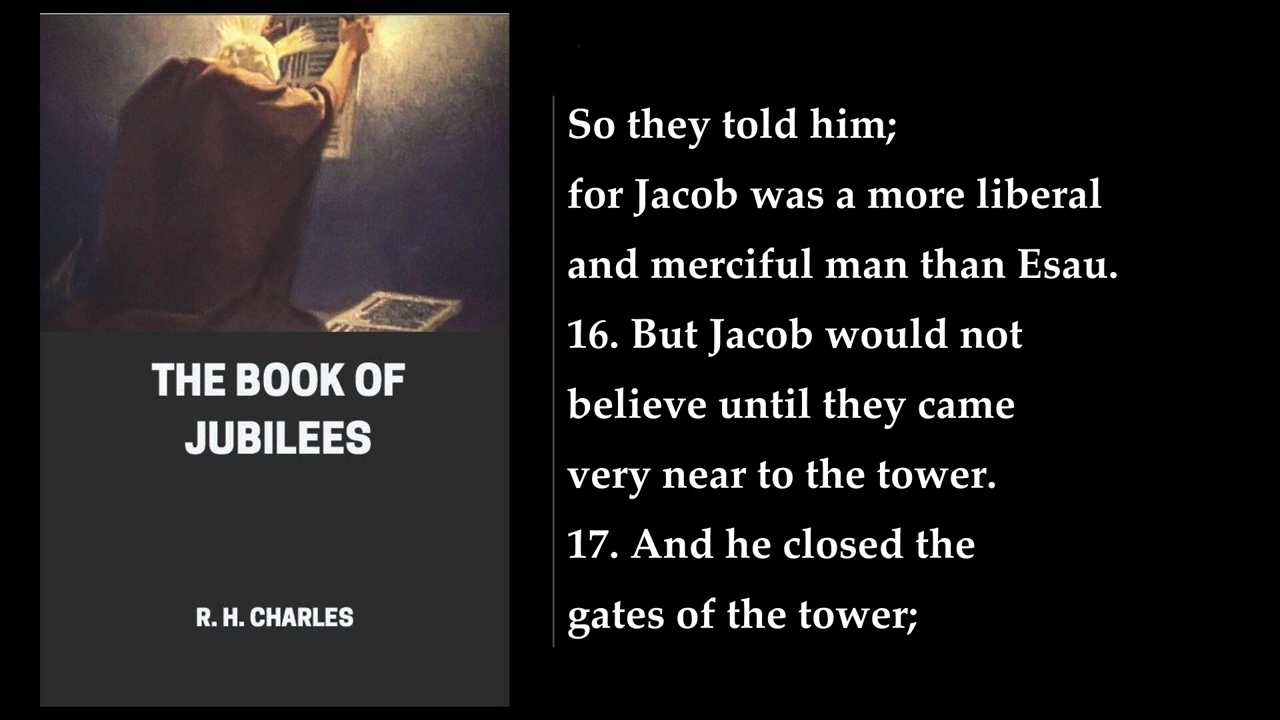 THE BOOK OF
JUBILEES
R. H. CHARLES
So they told him;
for Jacob was a more liberal
and merciful man than Esau.
16. But Jacob would not
believe until they came
very near to the tower.
17. And he closed the
gates of the tower;